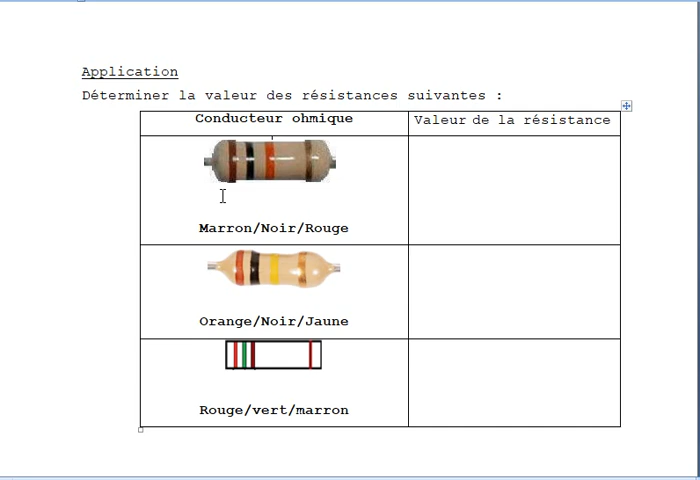 Application
Déterminer la valeur des résistances suivantes :
Conducteur ohmique
Valeur de la résistance
Marron/Noir/Rouge
Orange/Noir/Jaune
Rouge/vert/marron